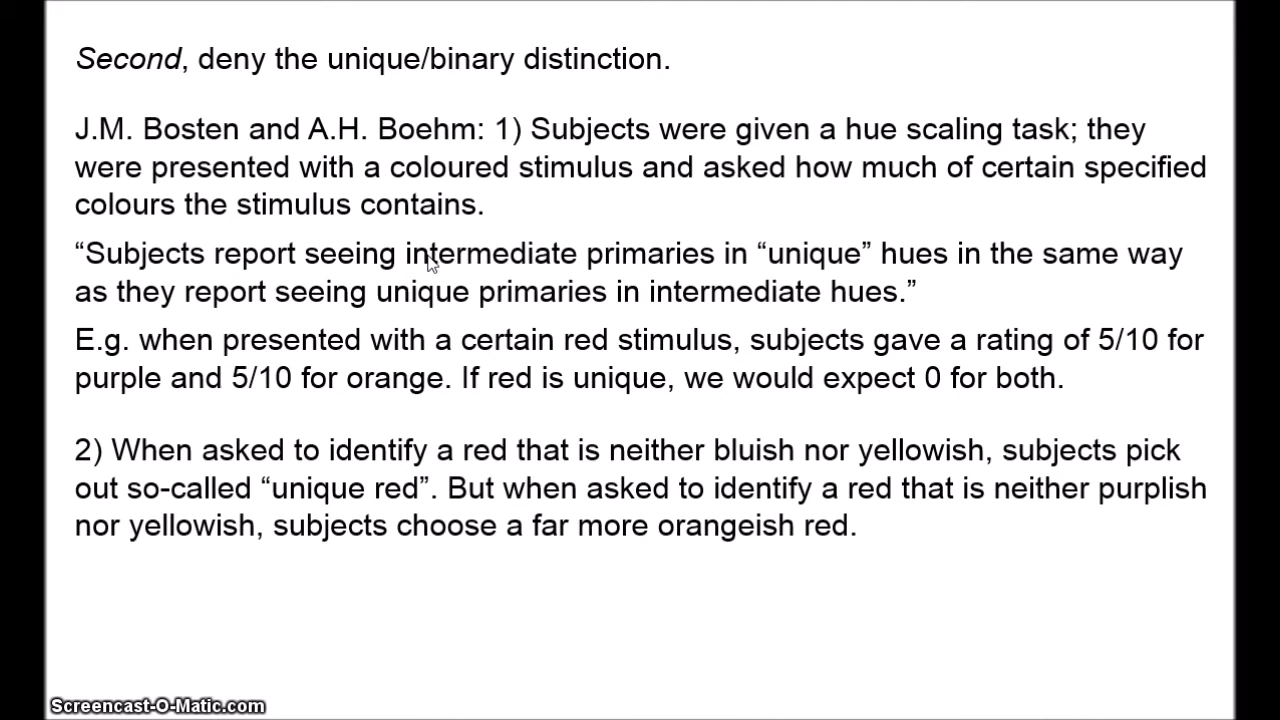 Second, deny the unique/binary distinction.
J.M. Bosten and A.H. Boehm: 1) Subjects were given a hue scaling task; they
were presented with a coloured stimulus and asked how much of certain specified
colours the stimulus contains.
“Subjects report seeing intermediate primaries in “unique” hues in the same way
as they report seeing unique primaries in intermediate hues.”
E.g. when presented with a certain red stimulus, subjects gave a rating of 5/10 for
purple and 5/10 for orange. If red is unique, we would expect 0 for both.
2) When asked to identify a red that is neither bluish nor yellowish, subjects pick
out so-called “unique red”. But when asked to identify a red that is neither purplish
nor yellowish, subjects choose a far more orangeish red.
Screencast-O-Matic.com